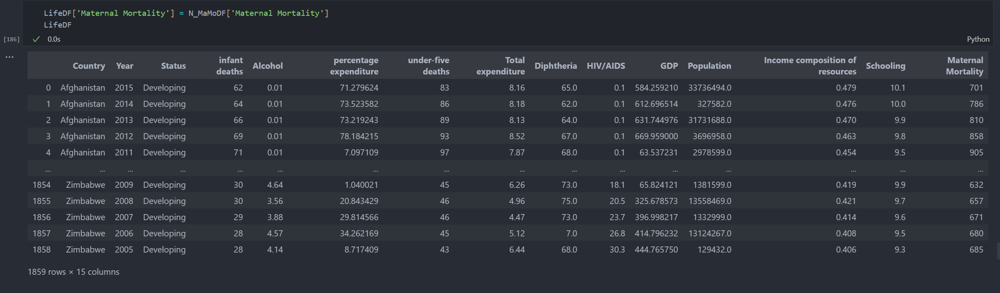 LifeDF['Maternal Mortality'] = N_MaMoDF['Maternal Mortality']
LifeDF
[186] ✓ 0.0s Python
...
Country Year Status infant deaths Alcohol percentage expenditure under-five deaths Total expenditure Diphtheria HIV/AIDS GDP Population Income composition of resources Schooling Maternal Mortality
0 Afghanistan 2015 Developing 62 0.01 71.279624 83 8.16 65.0 0.1 584.259210 33736494.0 0.479 10.1 701
1 Afghanistan 2014 Developing 64 0.01 73.523582 86 8.18 62.0 0.1 612.696514 327582.0 0.476 10.0 786
2 Afghanistan 2013 Developing 66 0.01 73.219243 89 8.13 64.0 0.1 631.744976 31731688.0 0.470 9.9 810
3 Afghanistan 2012 Developing 69 0.01 78.184215 93 8.52 67.0 0.1 669.959000 3696958.0 0.463 9.8 858
4 Afghanistan 2011 Developing 71 0.01 7.097109 97 7.87 68.0 0.1 63.537231 2978599.0 0.454 9.5 905
... ... ... ... ... ... ... ... ... ... ... ... ... ... ... ...
1854 Zimbabwe 2009 Developing 30 4.64 1.040021 45 6.26 73.0 18.1 65.824121 1381599.0 0.419 9.9 632
1855 Zimbabwe 2008 Developing 30 3.56 20.843429 46 4.96 75.0 20.5 325.678573 13558469.0 0.421 9.7 657
1856 Zimbabwe 2007 Developing 29 3.88 29.814566 46 4.47 73.0 23.7 396.998217 1332999.0 0.414 9.6 671
1857 Zimbabwe 2006 Developing 28 4.57 34.262169 45 5.12 7.0 26.8 414.796232 13124267.0 0.408 9.5 680
1858 Zimbabwe 2005 Developing 28 4.14 8.717409 43 6.44 68.0 30.3 444.765750 129432.0 0.406 9.3 685
1859 rows × 15 columns